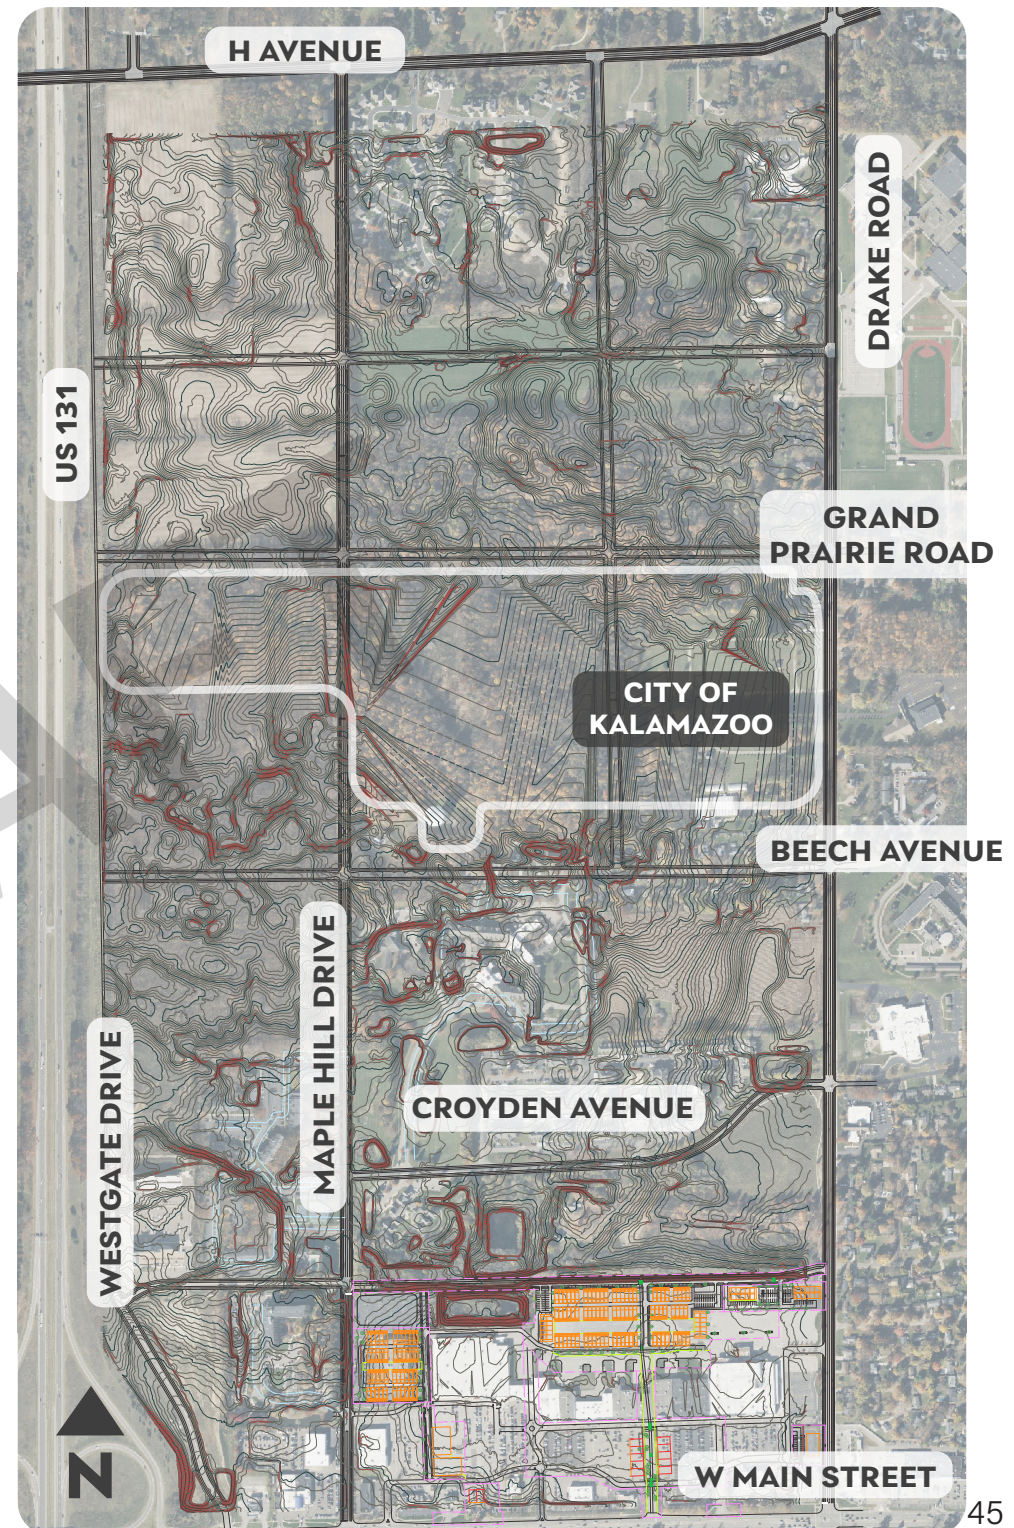 H AVENUE
DRAKE ROAD
US 131
GRAND
PRAIRIE ROAD
CITY OF
KALAMAZOO
BEECH AVENUE
MAPLE HILL DRIVE
WESTGATE DRIVE
CROYDEN AVENUE
N
W MAIN STREET
45